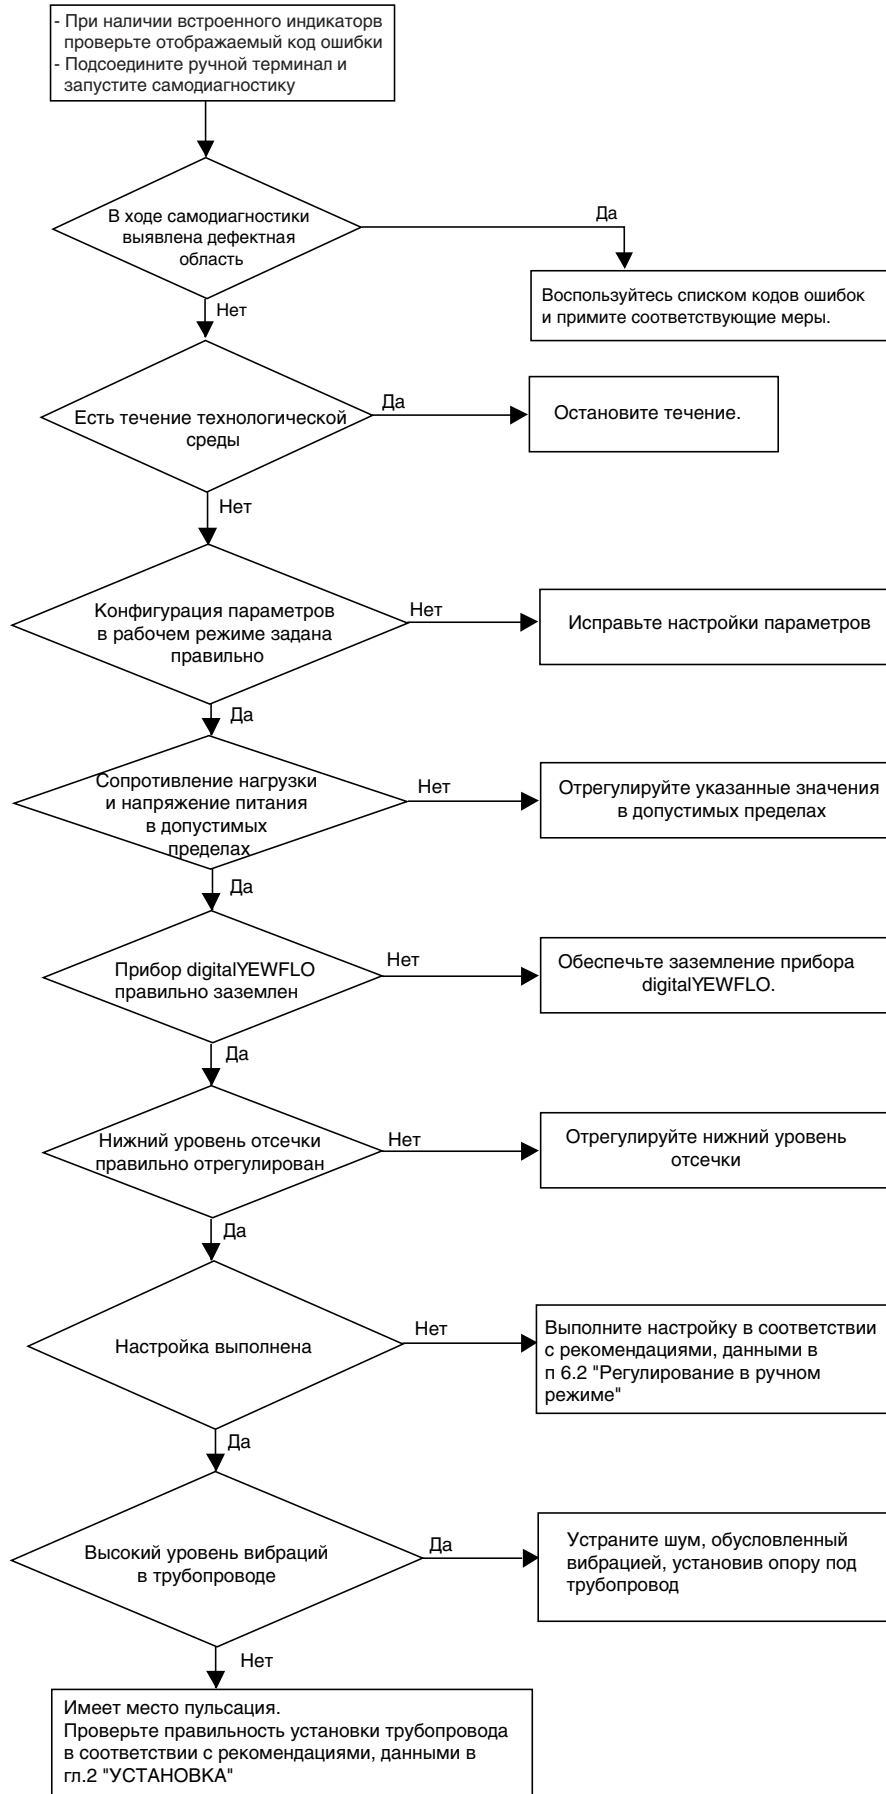 - При наличии встроенного индикаторв
проверьте отображаемый код ошибки
- Подсоедините ручной терминал и
запустите самодиагностику
В ходе самодиагностики
выявлена дефектная
область
Да
Воспользуйтесь списком кодов ошибок
и примите соответствующие меры.
Нет
Есть течение технологической
среды
Да
Остановите течение.
Нет
Конфигурация параметров
в рабочем режиме задана
правильно
Нет
Исправьте настройки параметров
Да
Сопротивление нагрузки
и напряжение питания
в допустимых
пределах
Нет
Отрегулируйте указанные значения
в допустимых пределах
Да
Прибор digitalYEWFLO
правильно заземлен
Нет
Обеспечьте заземление прибора
digitalYEWFLO.
Да
Нижний уровень отсечки
правильно отрегулирован
Нет
Отрегулируйте нижний уровень
отсечки
Да
Настройка выполнена
Нет
Выполните настройку в соответствии
с рекомендациями, данными в
п 6.2 "Регулирование в ручном
режиме"
Да
Высокий уровень вибраций
в трубопроводе
Да
Устраните шум, обусловленный
вибрацией, установив опору под
трубопровод
Нет
Имеет место пульсация.
Проверьте правильность установки трубопровода
в соответствии с рекомендациями, данными в
гл.2 "УСТАНОВКА"